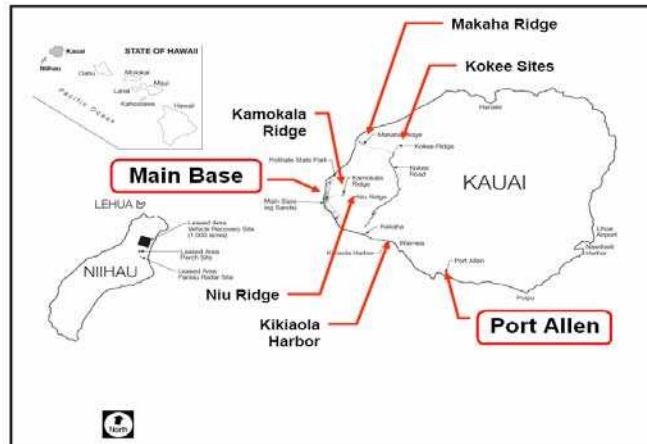 Kauai
Niihau
STATE OF HAWAII
Oahu
Molokai
Lanai
Maui
Kahoolawe
Hawaii
Pacific Ocean
Makaha Ridge
Kokee Sites
Kamokala
Ridge
Main Base
Polihale State Park
Makaha Ridge
Kokee Ridge
Kokee
Road
Hanalei
Kamokala
Ridge
Niu Ridge
Main Base
KAUAI
LEHUA
Leased Area
Vehicle Recovery Site
(1,000 acres)
Leased Area
Perch Site
Leased Area
Paniau Radar Site
NIIHAU
Kekaha
Waimea
Kikiaola Harbor
Lihue
Airport
Nawiliwili
Harbor
Port Allen
Poipu
Niu Ridge
Kikiaola
Harbor
Port Allen
North